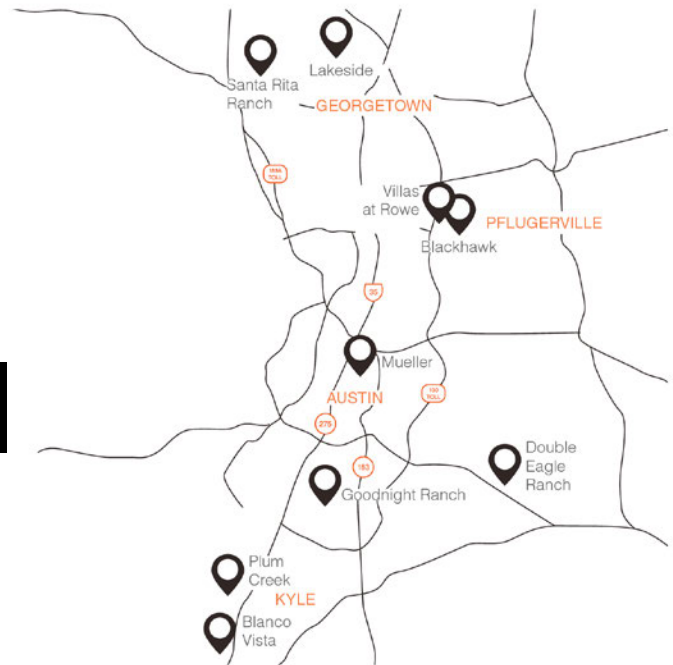 Lakeside
Santa Rita
Ranch
GEORGETOWN
183A
TOLL
Villas
at Rowe
PFLUGERVILLE
Blackhawk
35
Mueller
130
TOLL
AUSTIN
275
183
Double
Eagle
Ranch
Goodnight Ranch
Plum
Creek
KYLE
Blanco
Vista